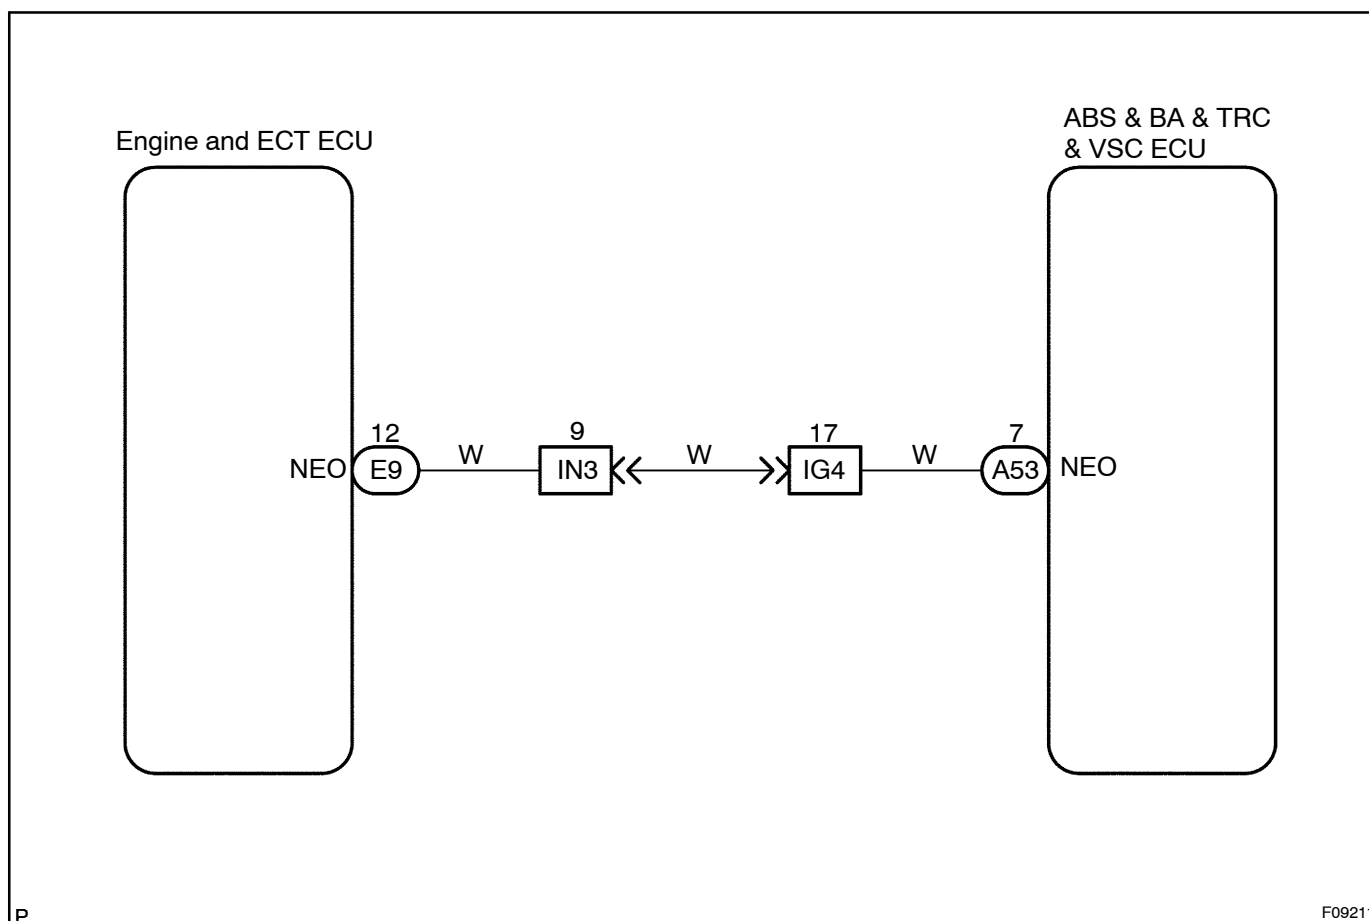 ABS & BA & TRC
& VSC ECU
Engine and ECT ECU
12
9
17
7
NEO
E9
W
IN3
W
IG4
W
A53
NEO
P